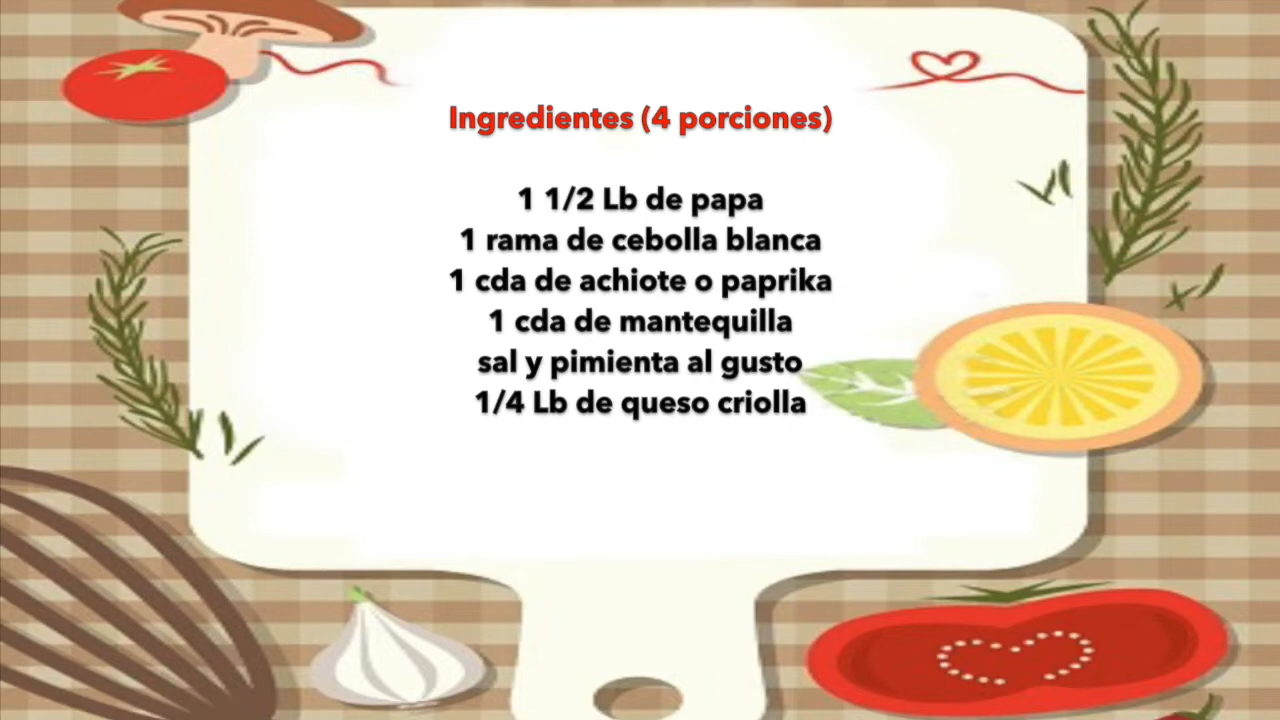 Ingredientes (4 porciones)
1 1/2 Lb de papa
1 rama de cebolla blanca
1 cda de achiote o paprika
1 cda de mantequilla
sal y pimienta al gusto
1/4 Lb de queso criolla